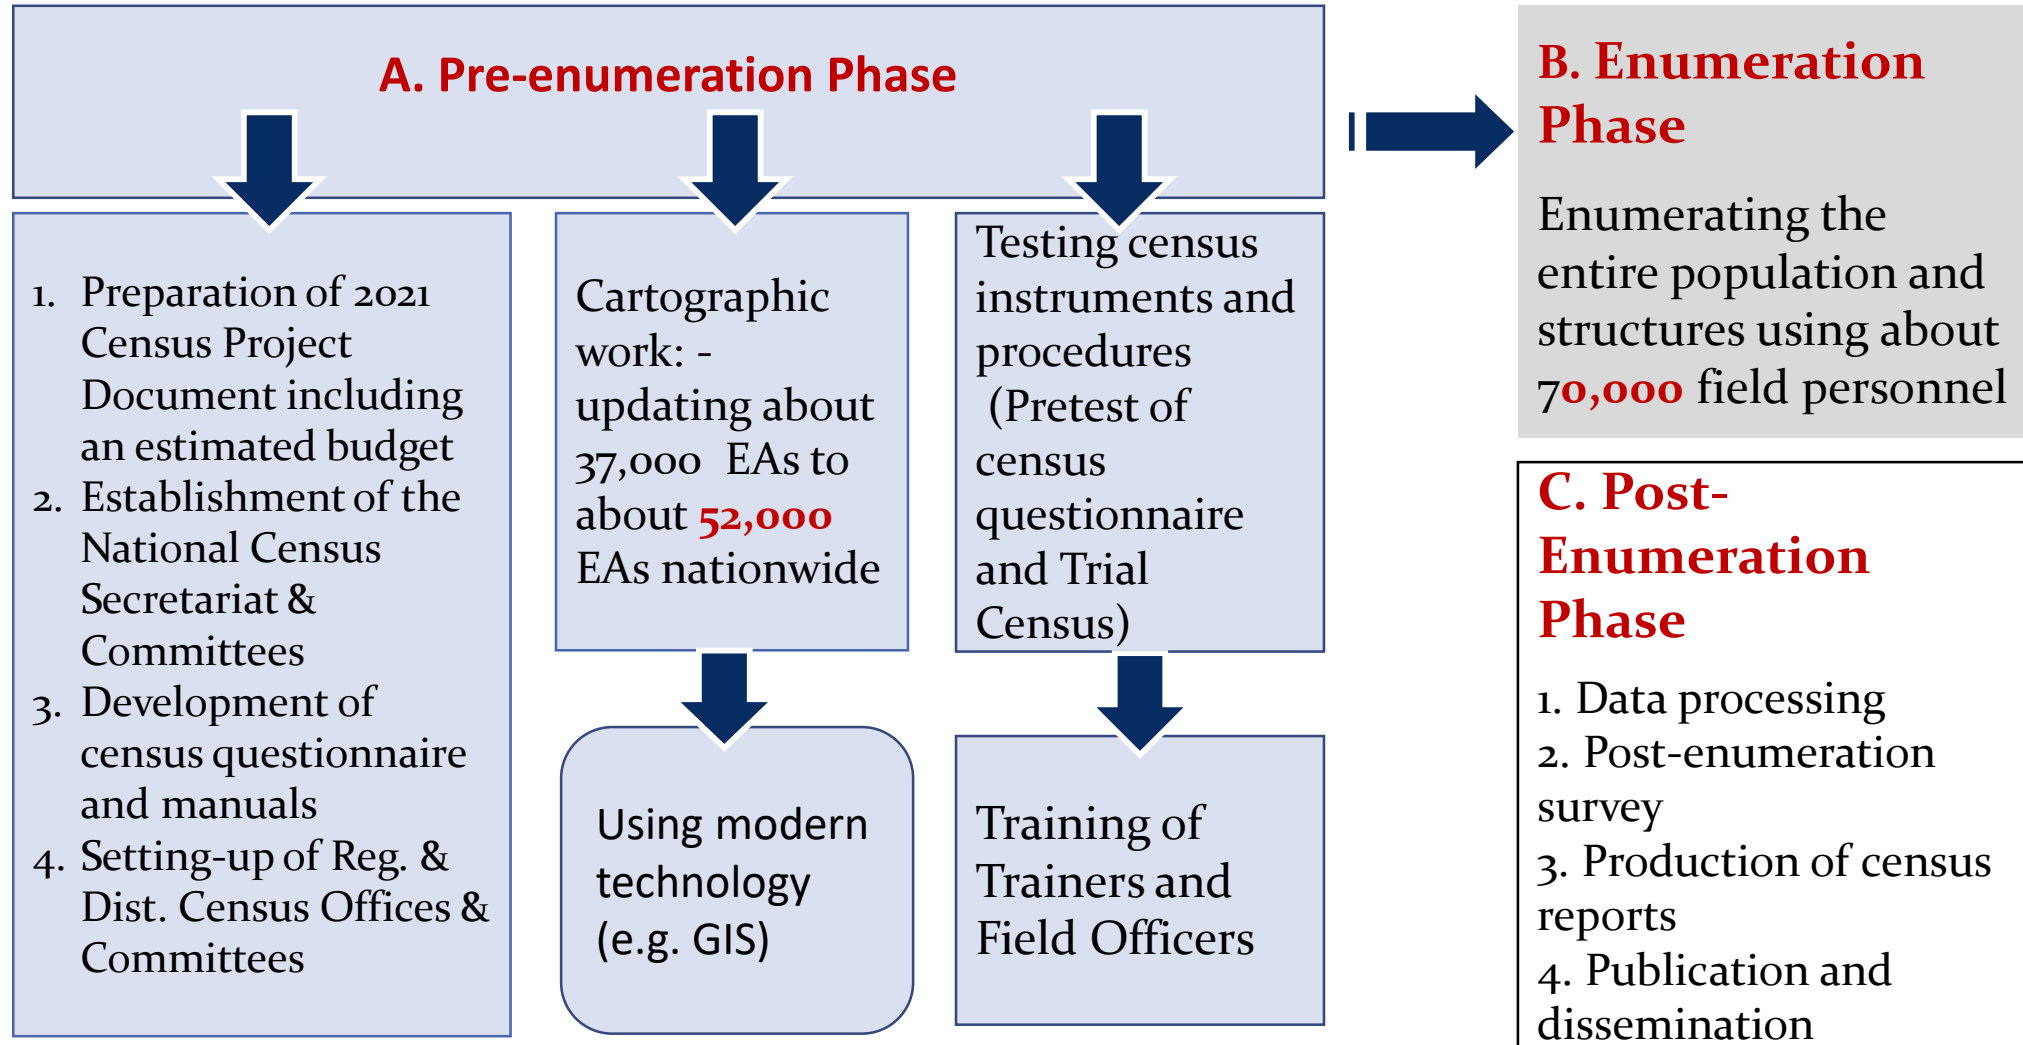 A. Pre-enumeration Phase
1. Preparation of 2021
Census Project
Document including
an estimated budget
2. Establishment of the
National Census
Secretariat &
Committees
3. Development of
census questionnaire
and manuals
4. Setting-up of Reg. &
Dist. Census Offices &
Committees
Cartographic
work: -
updating about
37,000 EAs to
about 52,000
EAs nationwide
Using modern
technology
(e.g. GIS)
Testing census
instruments and
procedures
(Pretest of
census
questionnaire
and Trial
Census)
Training of
Trainers and
Field Officers
B. Enumeration
Phase
Enumerating the
entire population and
structures using about
70,000 field personnel
C. Post-
Enumeration
Phase
1. Data processing
2. Post-enumeration
survey
3. Production of census
reports
4. Publication and
dissemination